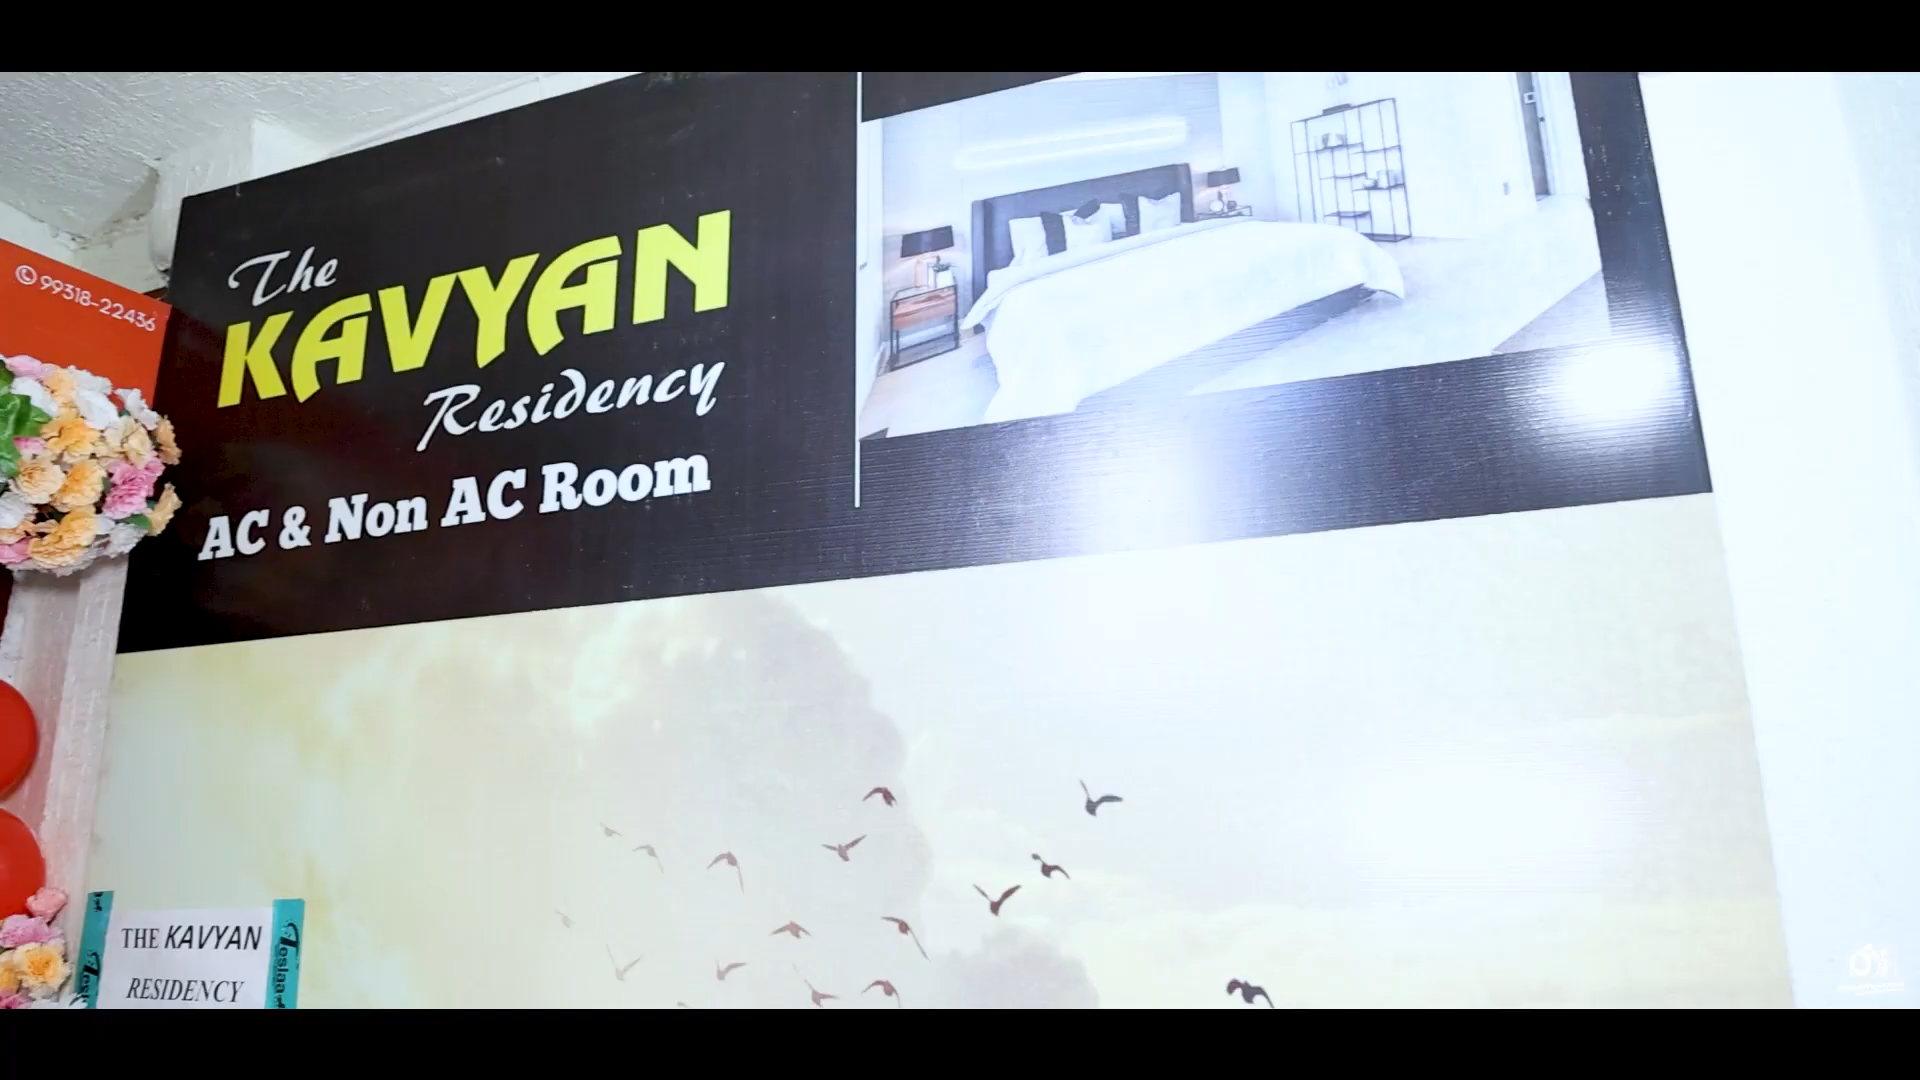 99318-22436
The
KAVYAN
Residency
AC & Non AC Room
THE KAVYAN
RESIDENCY